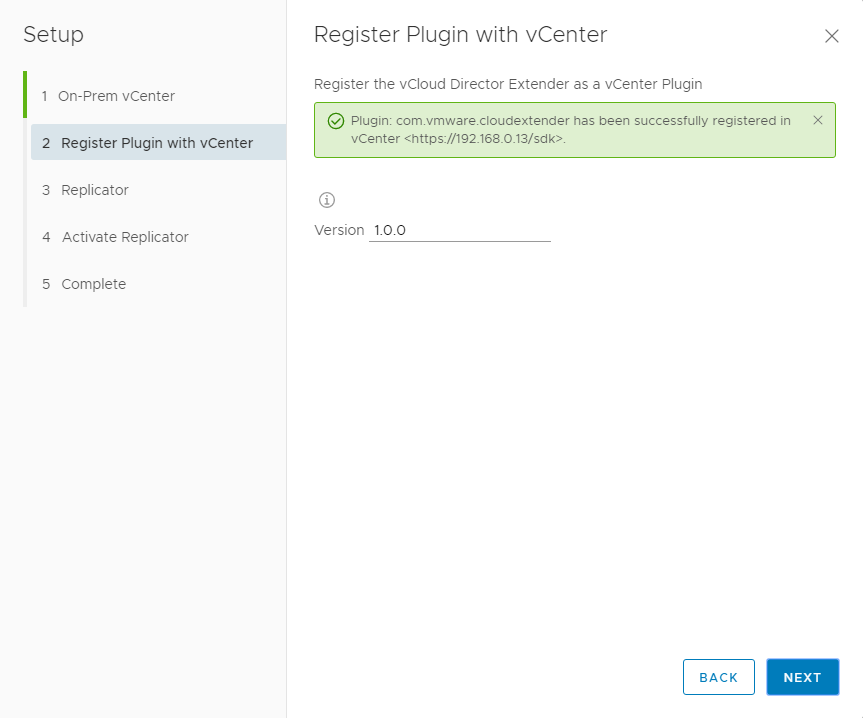 Setup
1 On-Prem vCenter
2 Register Plugin with vCenter
3 Replicator
4 Activate Replicator
5 Complete
Register Plugin with vCenter
Register the vCloud Director Extender as a vCenter Plugin
Plugin: com.vmware.cloudextender has been successfully registered in
vCenter <https://192.168.0.13/sdk>.
Version 1.0.0
BACK
NEXT